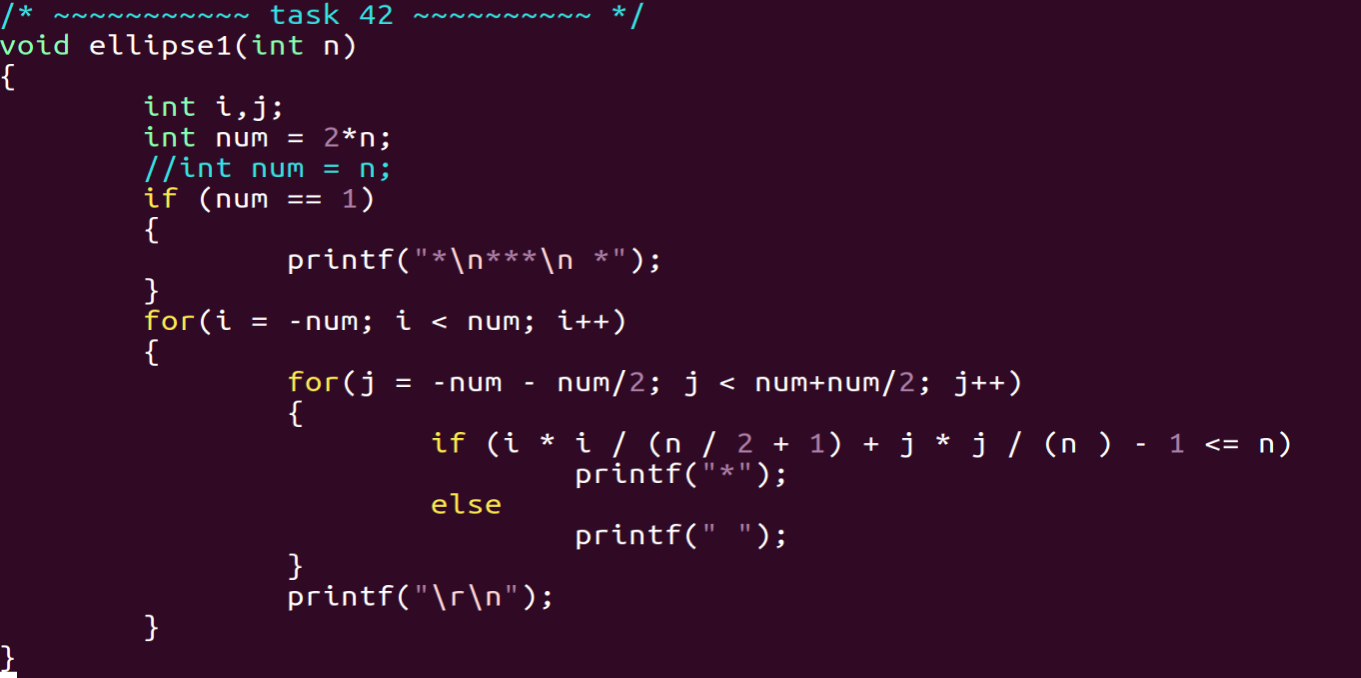 /* ~~~~~~~~~~~ task 42 ~~~~~~~~~~ */
void ellipse1(int n)
{
        int i,j;
        int num = 2*n;
        //int num = n;
        if (num == 1)
        {
                printf("*\n***\n *");
        }
        for(i = -num; i < num; i++)
        {
                for(j = -num - num/2; j < num+num/2; j++)
                {
                        if (i * i / (n / 2 + 1) + j * j / (n ) - 1 <= n)
                                printf("*");
                        else
                                printf(" ");
                }
                printf("\r\n");
        }
}